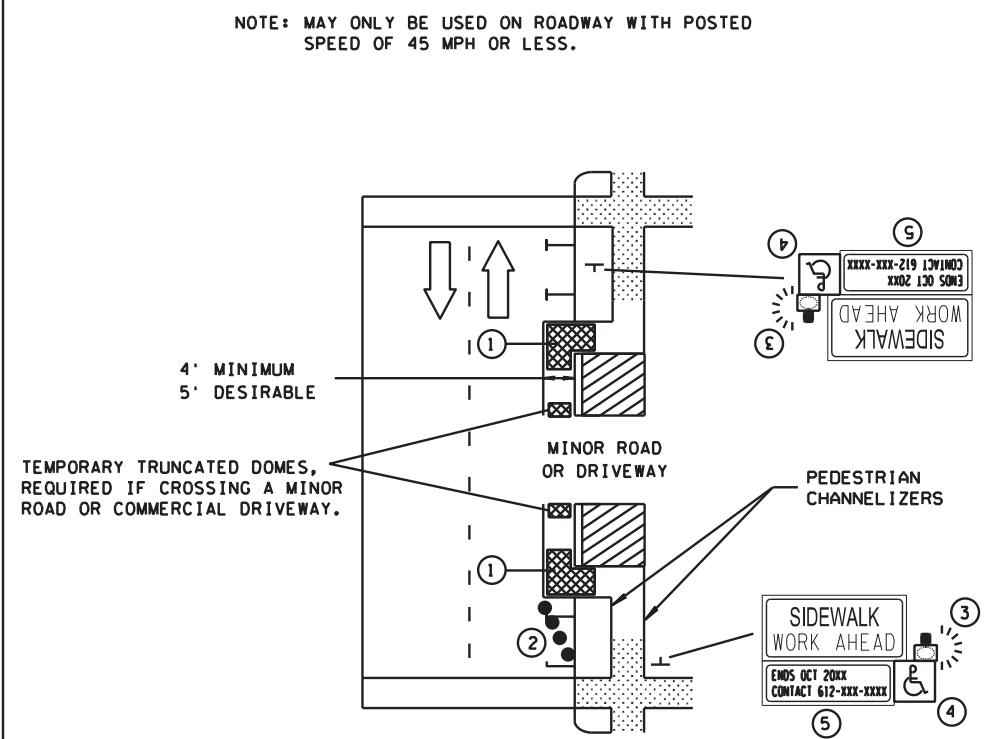 NOTE: MAY ONLY BE USED ON ROADWAY WITH POSTED
SPEED OF 45 MPH OR LESS.
5
4
ENDS OCT 20XX
CONTACT 612-XXX-XXXX
SIDEWALK
WORK AHEAD
3
1
4' MINIMUM
5' DESIRABLE
MINOR ROAD
OR DRIVEWAY
TEMPORARY TRUNCATED DOMES,
REQUIRED IF CROSSING A MINOR
ROAD OR COMMERCIAL DRIVEWAY.
PEDESTRIAN
CHANNELIZERS
1
2
SIDEWALK
WORK AHEAD
3
ENDS OCT 20XX
CONTACT 612-XXX-XXXX
P
4
5